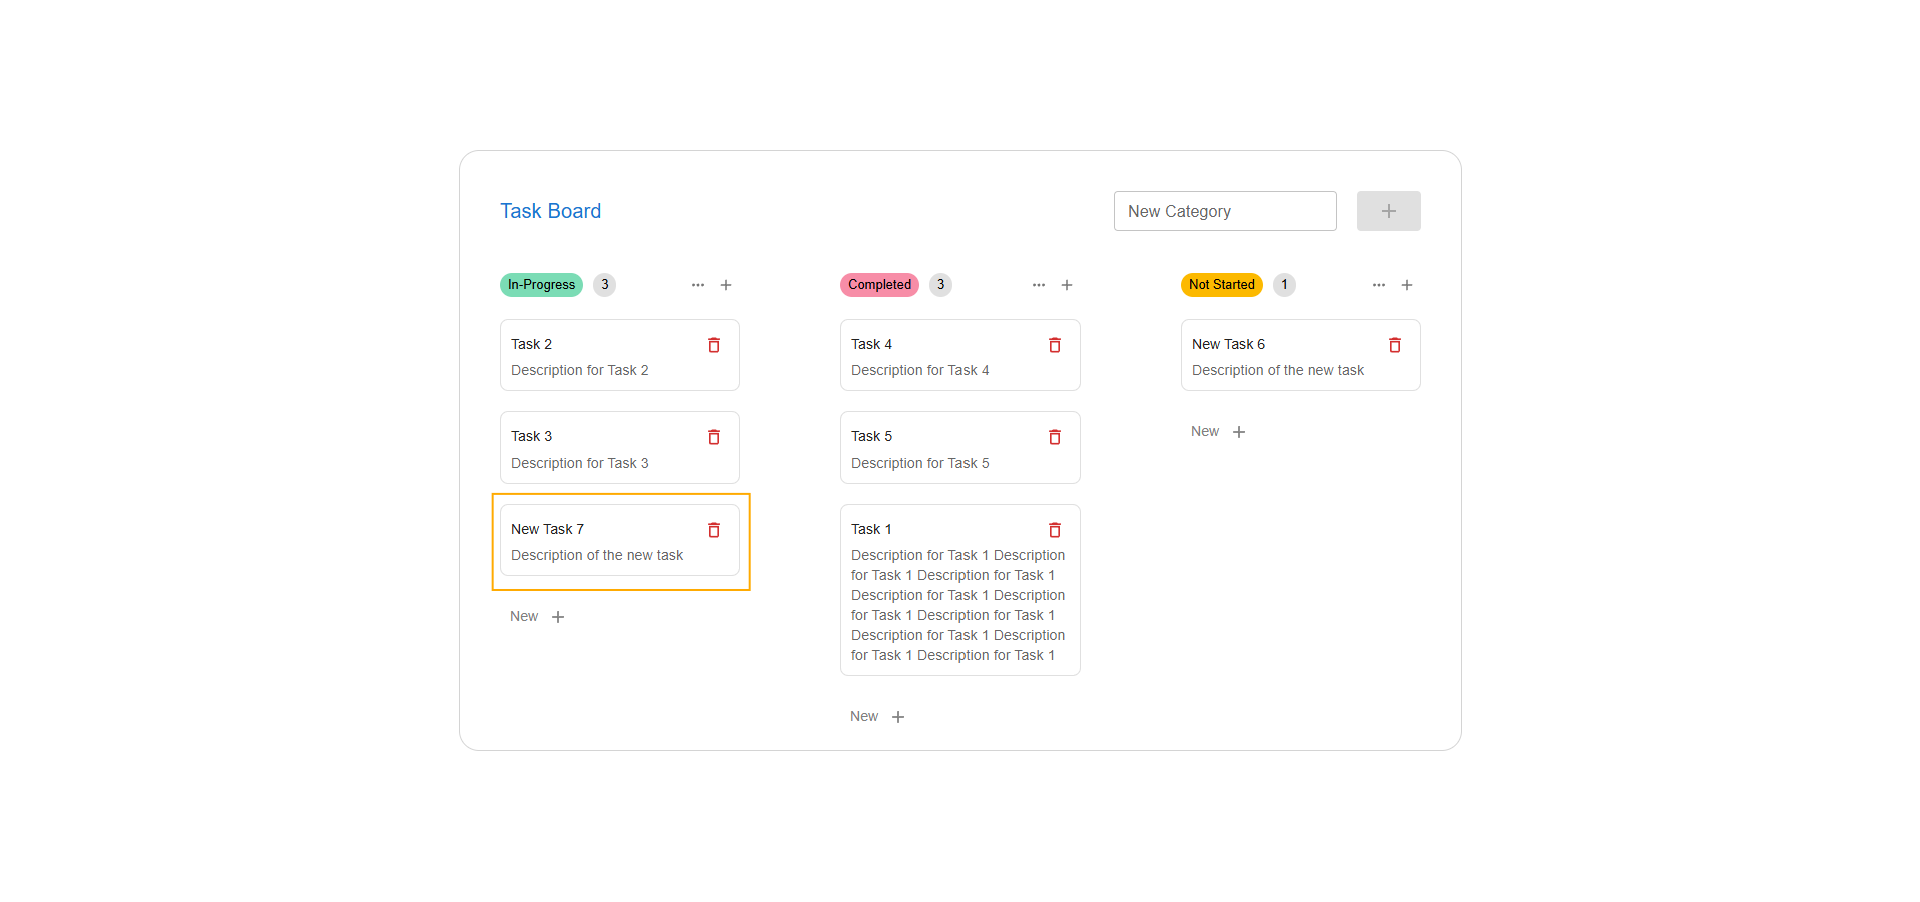 Task Board
New Category
In-Progress 3
Task 2
Description for Task 2
Task 3
Description for Task 3
New Task 7
Description of the new task
New
Completed 3
Task 4
Description for Task 4
Task 5
Description for Task 5
Task 1
Description for Task 1 Description
for Task 1 Description for Task 1
Description for Task 1 Description
for Task 1 Description for Task 1
Description for Task 1 Description
for Task 1 Description for Task 1
New
Not Started 1
New Task 6
Description of the new task
New